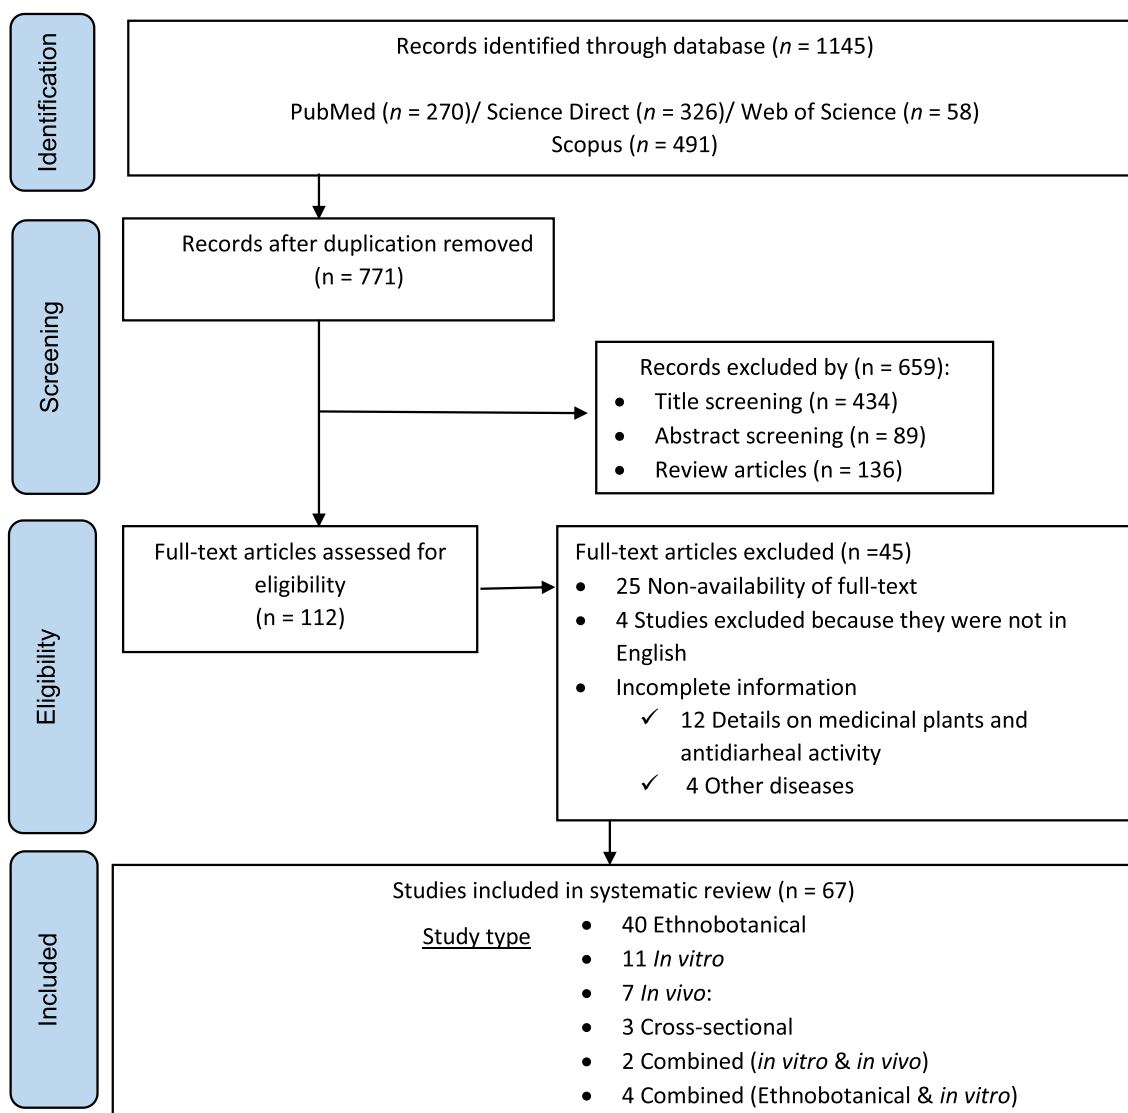 Identification
Records identified through database (n = 1145)
PubMed (n = 270)/ Science Direct (n = 326)/ Web of Science (n = 58)
Scopus (n = 491)
Screening
Records after duplication removed
(n = 771)
Records excluded by (n = 659):
• Title screening (n = 434)
• Abstract screening (n = 89)
• Review articles (n = 136)
Eligibility
Full-text articles assessed for
eligibility
(n = 112)
Full-text articles excluded (n =45)
• 25 Non-availability of full-text
• 4 Studies excluded because they were not in
English
• Incomplete information
✓ 12 Details on medicinal plants and
antidiarheal activity
✓ 4 Other diseases
Included
Studies included in systematic review (n = 67)
Study type
• 40 Ethnobotanical
• 11 In vitro
• 7 In vivo:
• 3 Cross-sectional
• 2 Combined (in vitro & in vivo)
• 4 Combined (Ethnobotanical & in vitro)